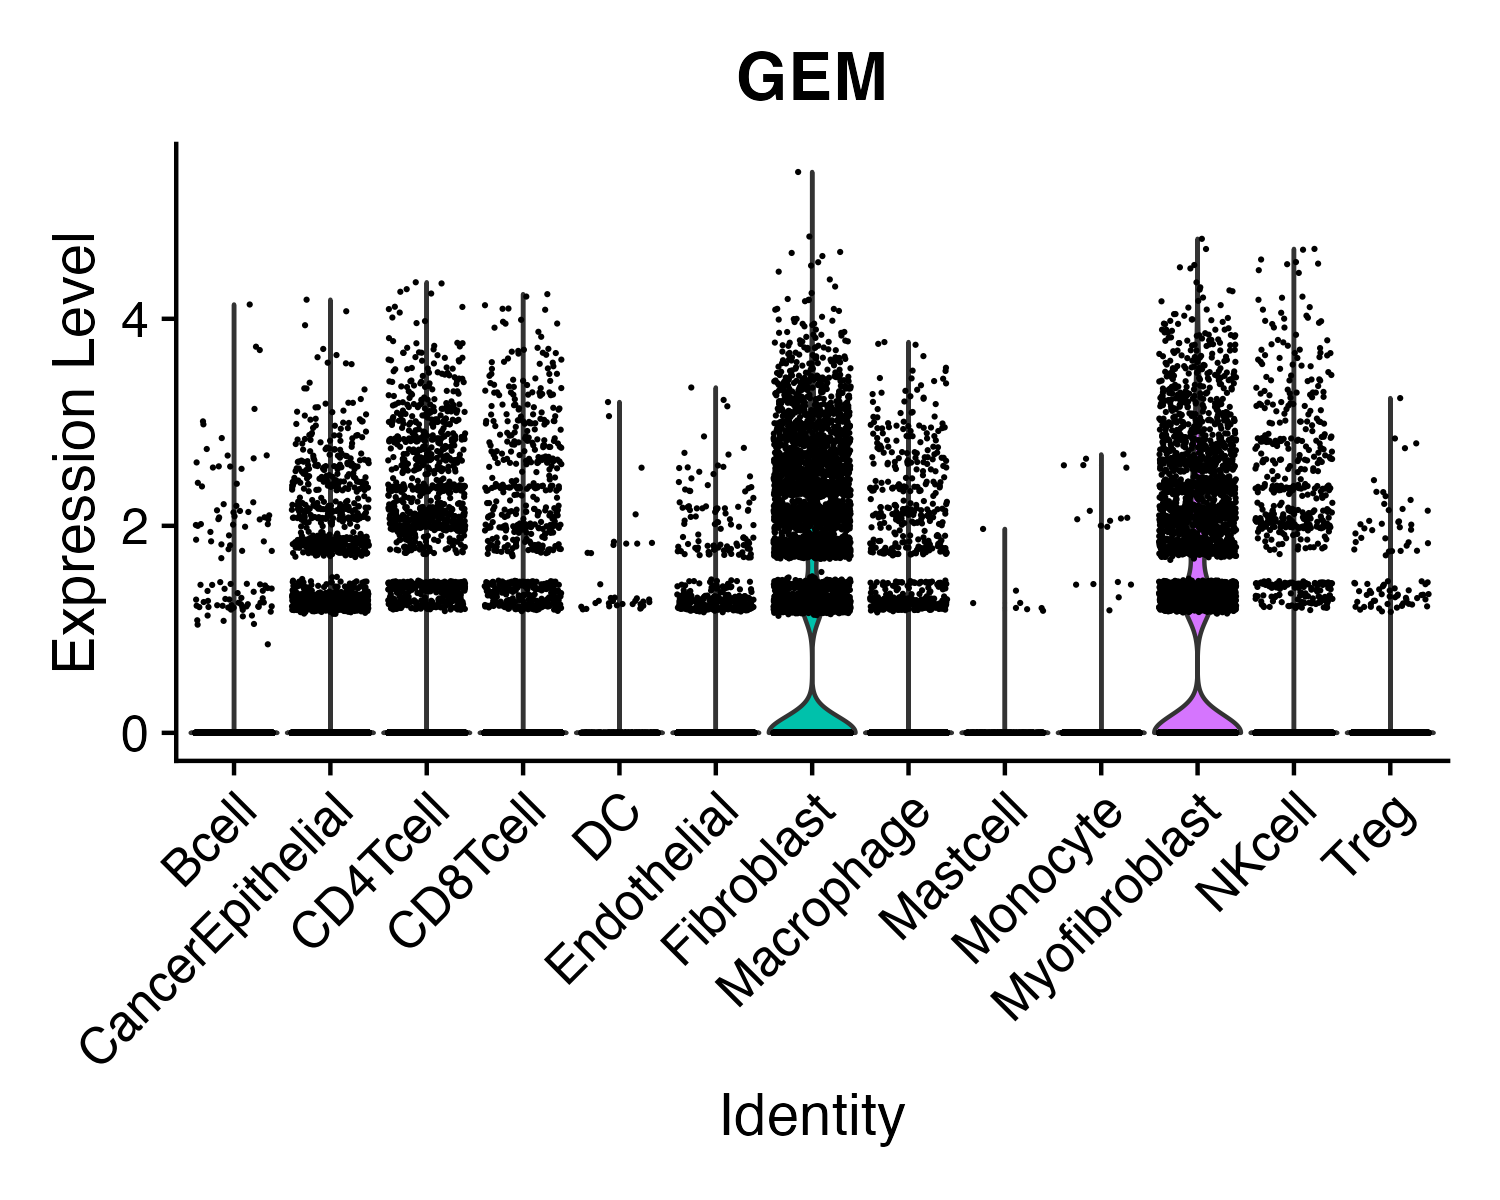 GEM
Expression Level
4
2
0
Bcell
CancerEpithelial
CD4Tcell
CD8Tcell
DC
Endothelial
Fibroblast
Macrophage
Mastcell
Monocyte
Myofibroblast
NKcell
Treg
Identity